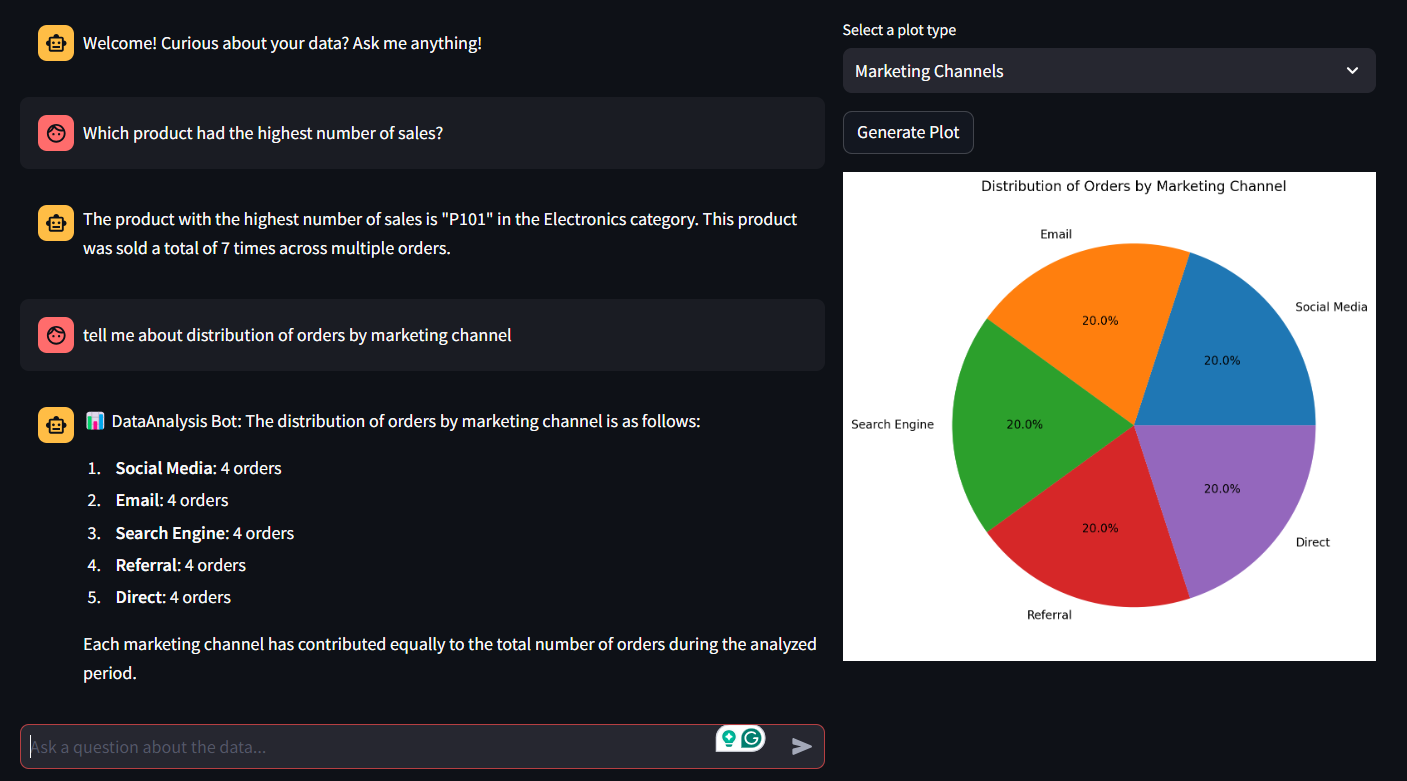 Welcome! Curious about your data? Ask me anything!
Which product had the highest number of sales?
The product with the highest number of sales is "P101" in the Electronics category. This product
was sold a total of 7 times across multiple orders.
tell me about distribution of orders by marketing channel
DataAnalysis Bot: The distribution of orders by marketing channel is as follows:
1. Social Media: 4 orders
2. Email: 4 orders
3. Search Engine: 4 orders
4. Referral: 4 orders
5. Direct: 4 orders
Each marketing channel has contributed equally to the total number of orders during the analyzed
period.
Ask a question about the data...
Select a plot type
Marketing Channels
Generate Plot
Distribution of Orders by Marketing Channel
Email
Social Media
20.0%
20.0%
Search Engine
20.0%
20.0%
Direct
20.0%
Referral